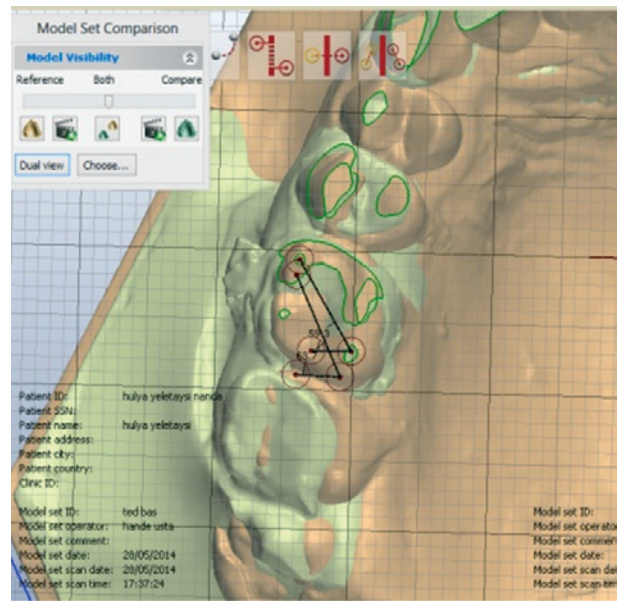 Model Set Comparison
Model Visibility
Reference Both Compare
Dual view Choose...
Patient ID: hulya yeletaysi nanda
Patient SSN:
Patient name: hulya yeletaysi
Patient address:
Patient city:
Patient country:
Clinic ID:
Model set ID: ted bas
Model set operator: hande usta
Model set comment:
Model set date: 28/05/2014
Model set scan date: 28/05/2014
Model set scan time: 17:37:24
Model set ID:
Model set operator
Model set comment
Model set date:
Model set scan dat
Model set scan tim